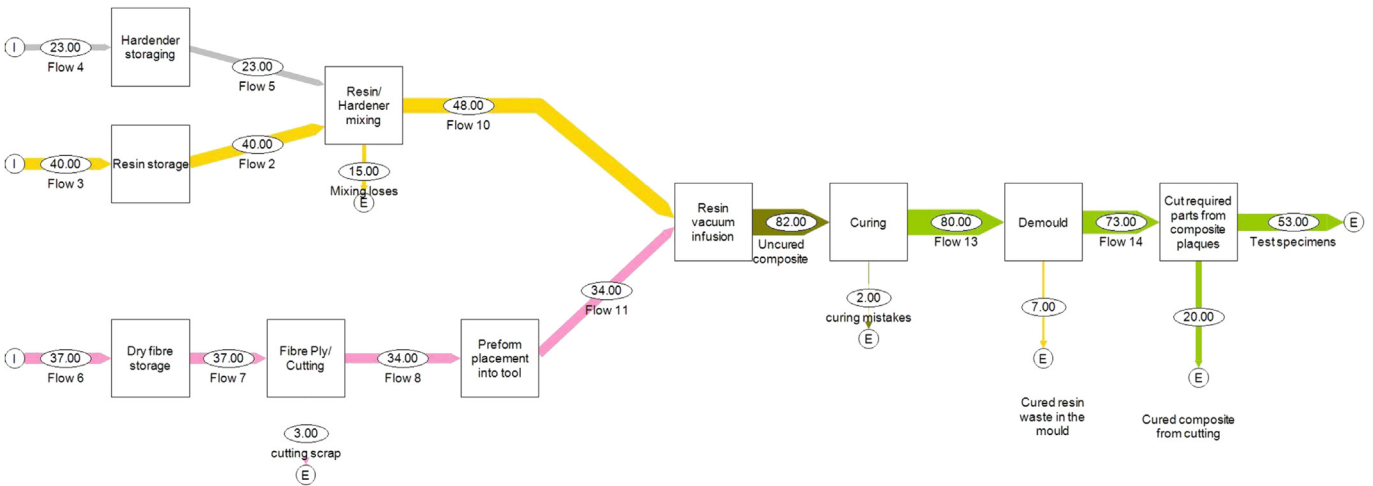 I
23.00
Flow 4
Hardender
storaging
23.00
Flow 5
I
40.00
Flow 3
Resin storage
40.00
Flow 2
Resin/
Hardener
mixing
15.00
Mixing loses
E
48.00
Flow 10
I
37.00
Flow 6
Dry fibre
storage
37.00
Flow 7
Fibre Ply/
Cutting
3.00
cutting scrap
E
34.00
Flow 8
Preform
placement
into tool
34.00
Flow 11
Resin
vacuum
infusion
82.00
Uncured
composite
Curing
2.00
curing mistakes
E
80.00
Flow 13
Demould
7.00
E
Cured resin
waste in the
mould
73.00
Flow 14
Cut required
parts from
composite
plaques
20.00
E
Cured composite
from cutting
53.00
Test specimens
E